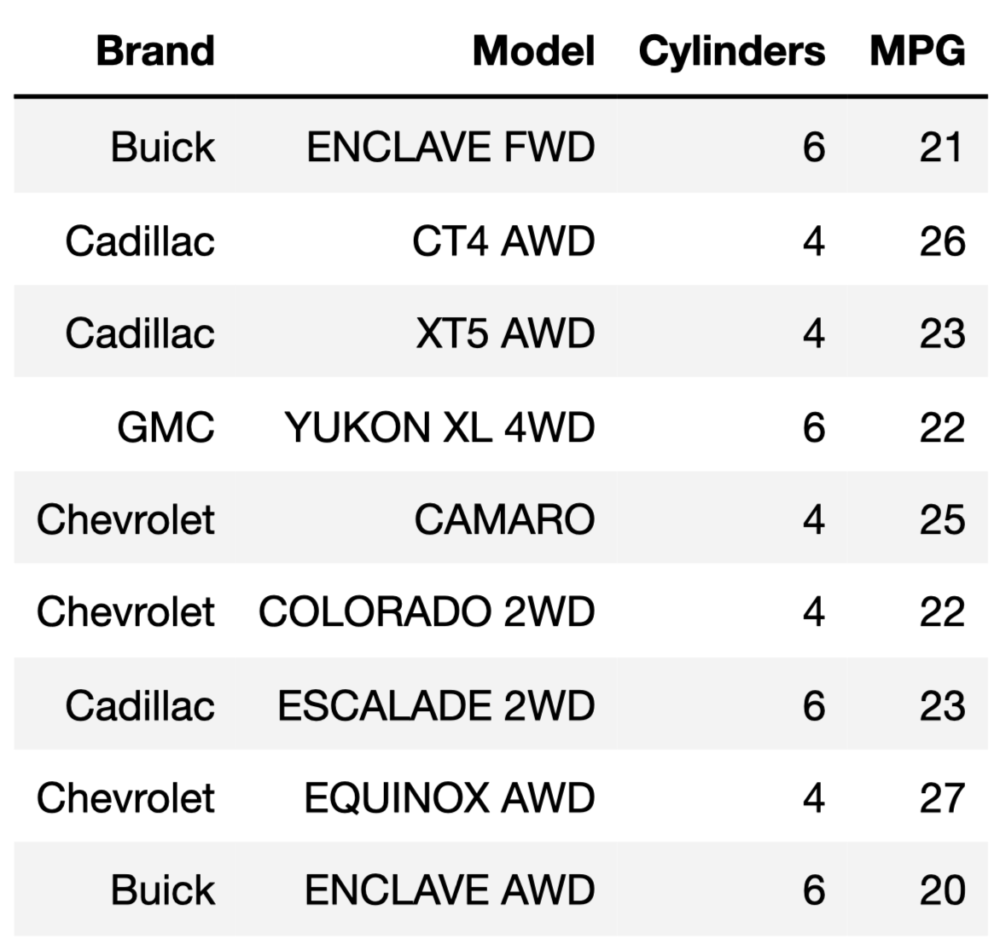 Brand Model Cylinders MPG
Buick ENCLAVE FWD 6 21
Cadillac CT4 AWD 4 26
Cadillac XT5 AWD 4 23
GMC YUKON XL 4WD 6 22
Chevrolet CAMARO 4 25
Chevrolet COLORADO 2WD 4 22
Cadillac ESCALADE 2WD 6 23
Chevrolet EQUINOX AWD 4 27
Buick ENCLAVE AWD 6 20